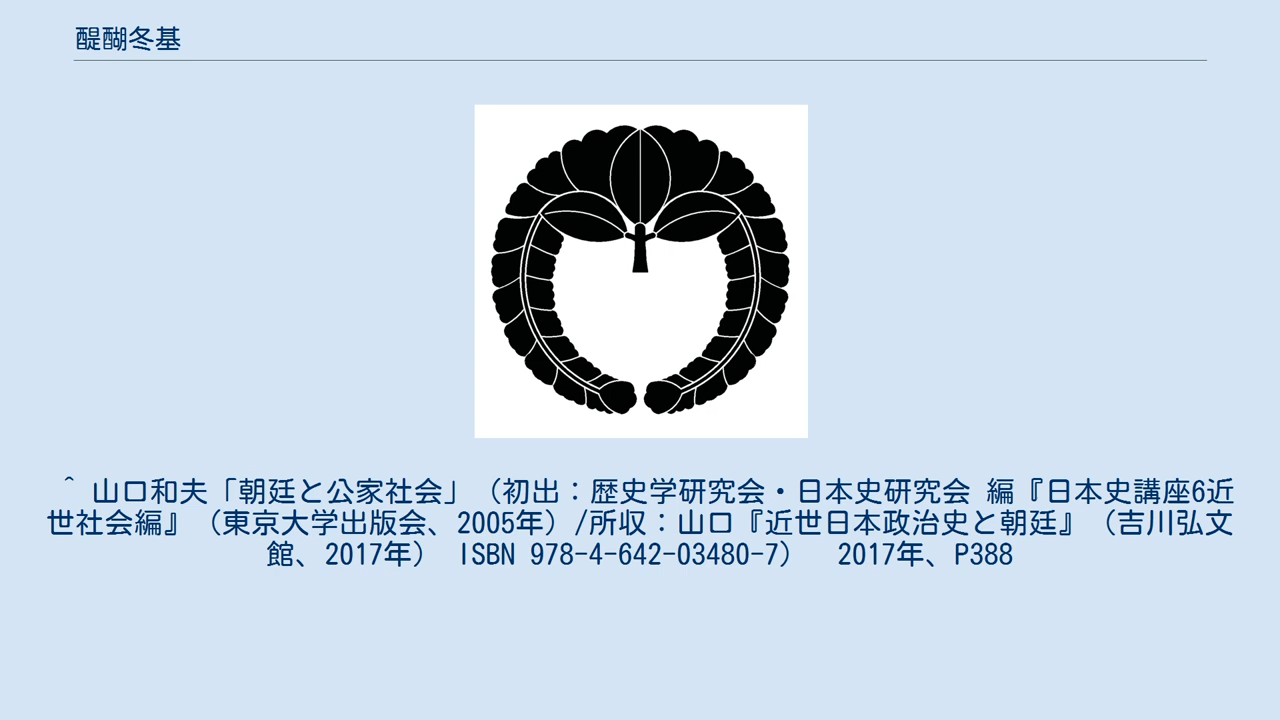 醍醐冬基
^ 山口和夫「朝廷と公家社会」（初出：歴史学研究会・日本史研究会 編『日本史講座6近
世社会編』（東京大学出版会、2005年）/所収：山口『近世日本政治史と朝廷』（吉川弘文
館、2017年） ISBN 978-4-642-03480-7） 2017年、P388